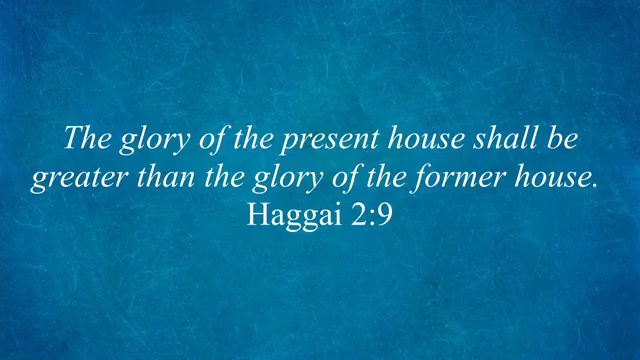 The glory of the present house shall be
greater than the glory of the former house.
Haggai 2:9